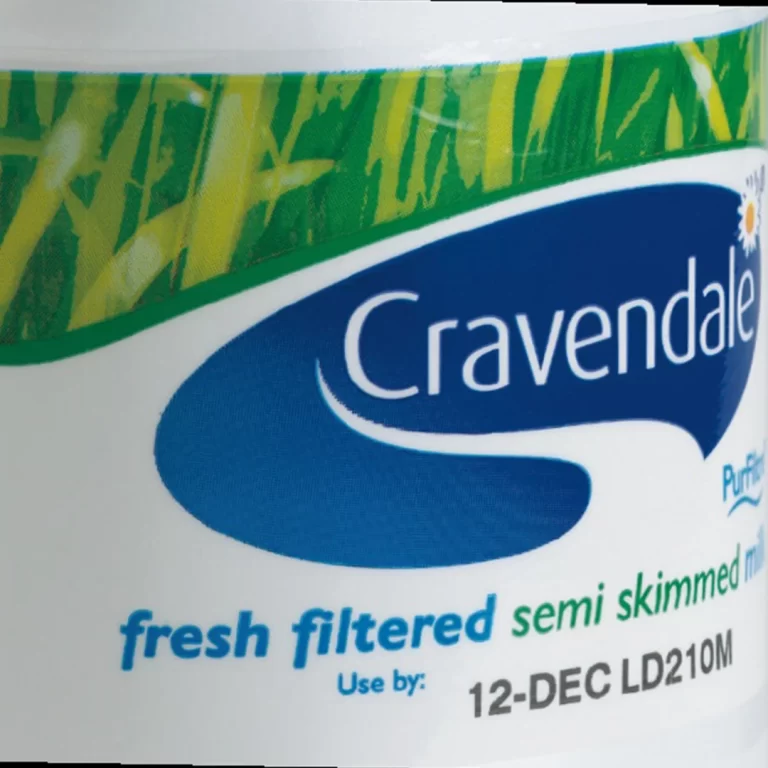 Cravendale
fresh filtered semi skimmed
Use by: 12-DEC LD210M